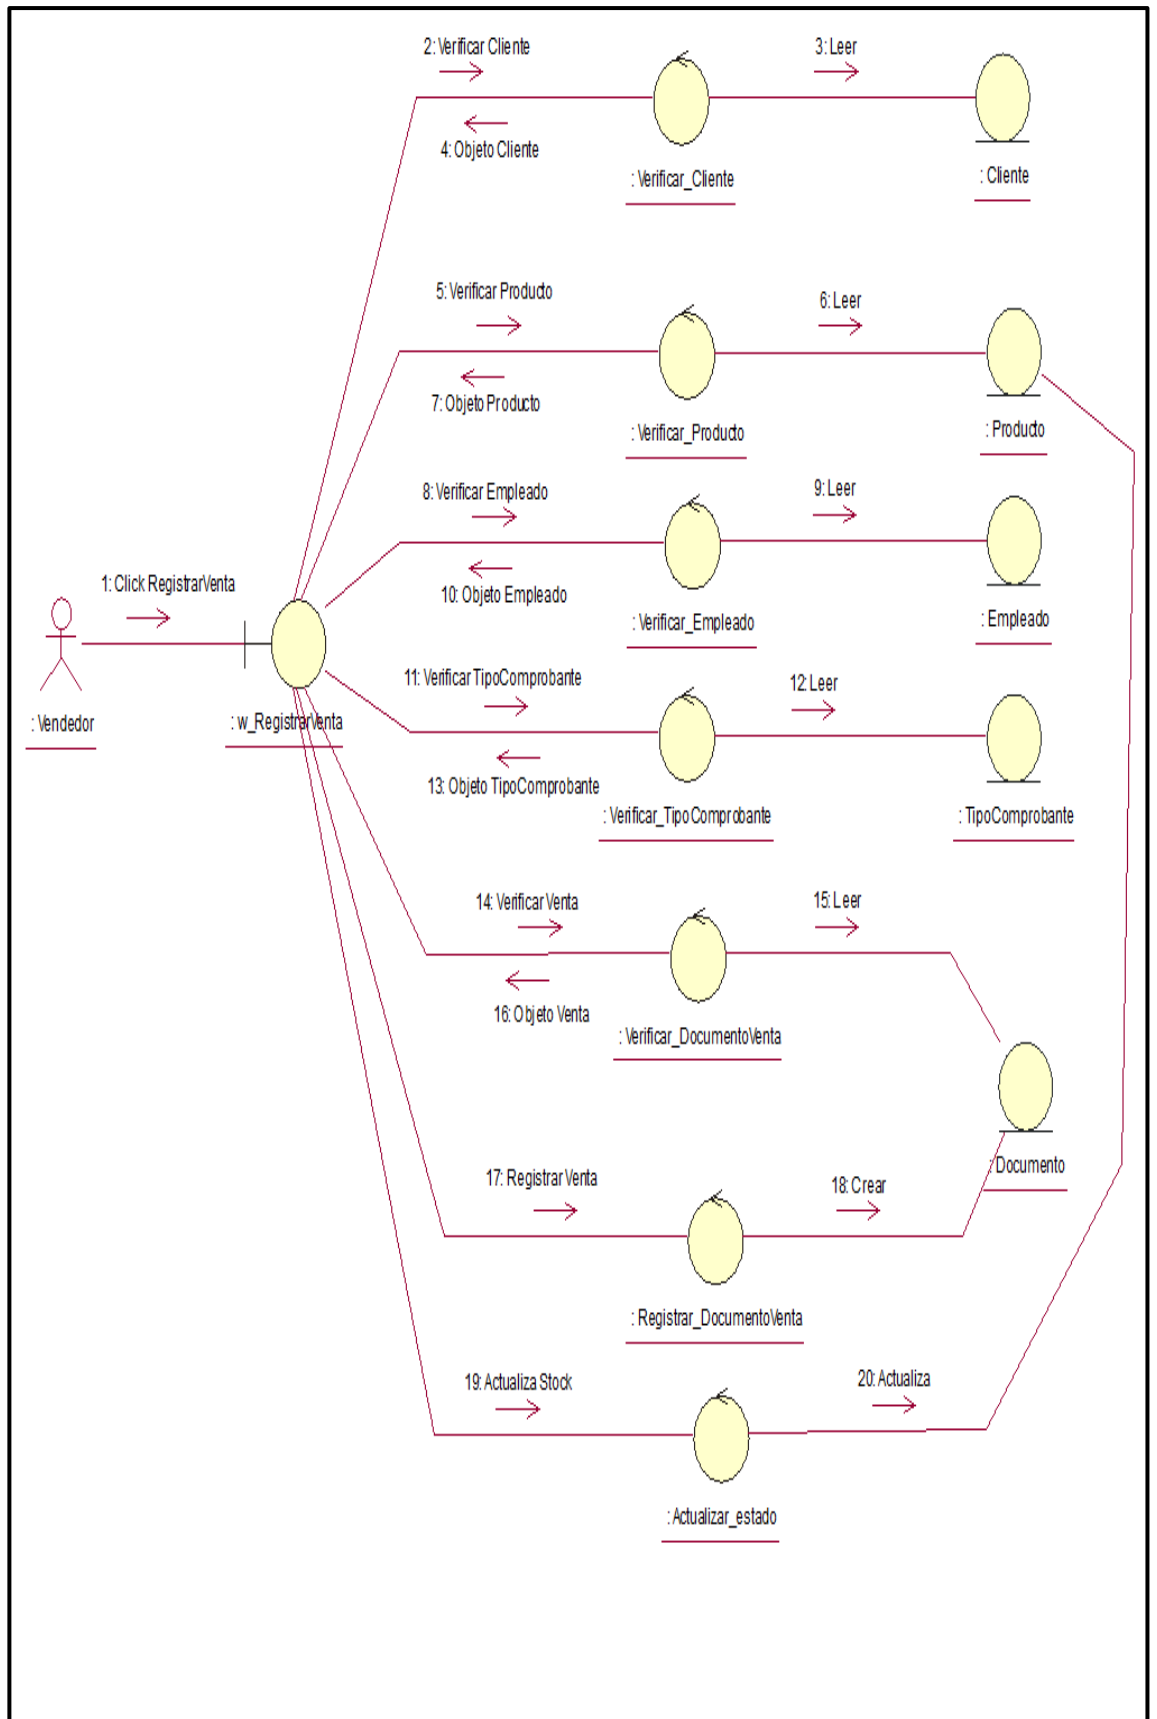 2: Verificar Cliente
3: Leer
4: Objeto Cliente
: Verificar_Cliente
: Cliente
5: Verificar Producto
6: Leer
7: Objeto Producto
: Verificar_Producto
: Producto
8: Verificar Empleado
9: Leer
10: Objeto Empleado
: Verificar_Empleado
: Empleado
1: Click RegistrarVenta
: Vendedor
: w_RegistrarVenta
11: Verificar TipoComprobante
12: Leer
13: Objeto TipoComprobante
: Verificar_TipoComprobante
: TipoComprobante
14: Verificar Venta
15: Leer
16: Objeto Venta
: Verificar_DocumentoVenta
: Documento
17: Registrar Venta
18: Crear
: Registrar_DocumentoVenta
19: Actualiza Stock
20: Actualiza
: Actualizar_estado